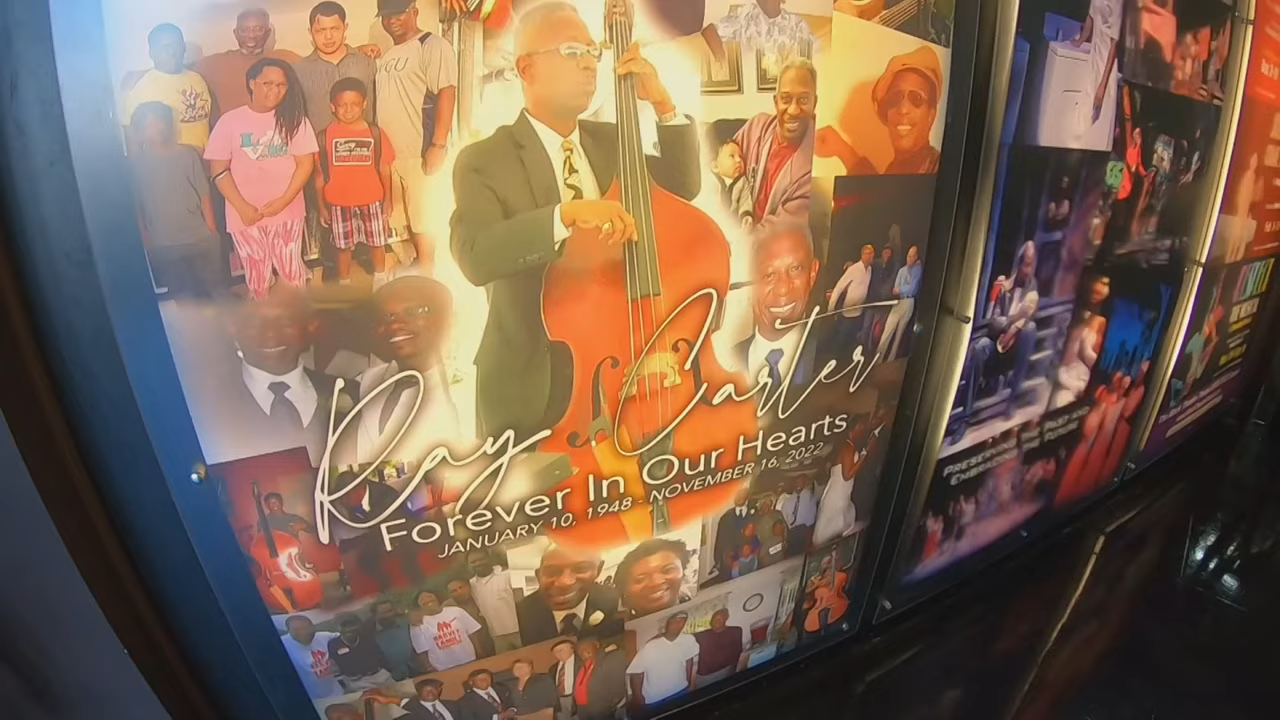 Ray Carter
Forever In Our Hearts
JANUARY 10, 1948 - NOVEMBER 16, 2022
PRESERVING THE PAST AND
EMBRACING THE FUTURE